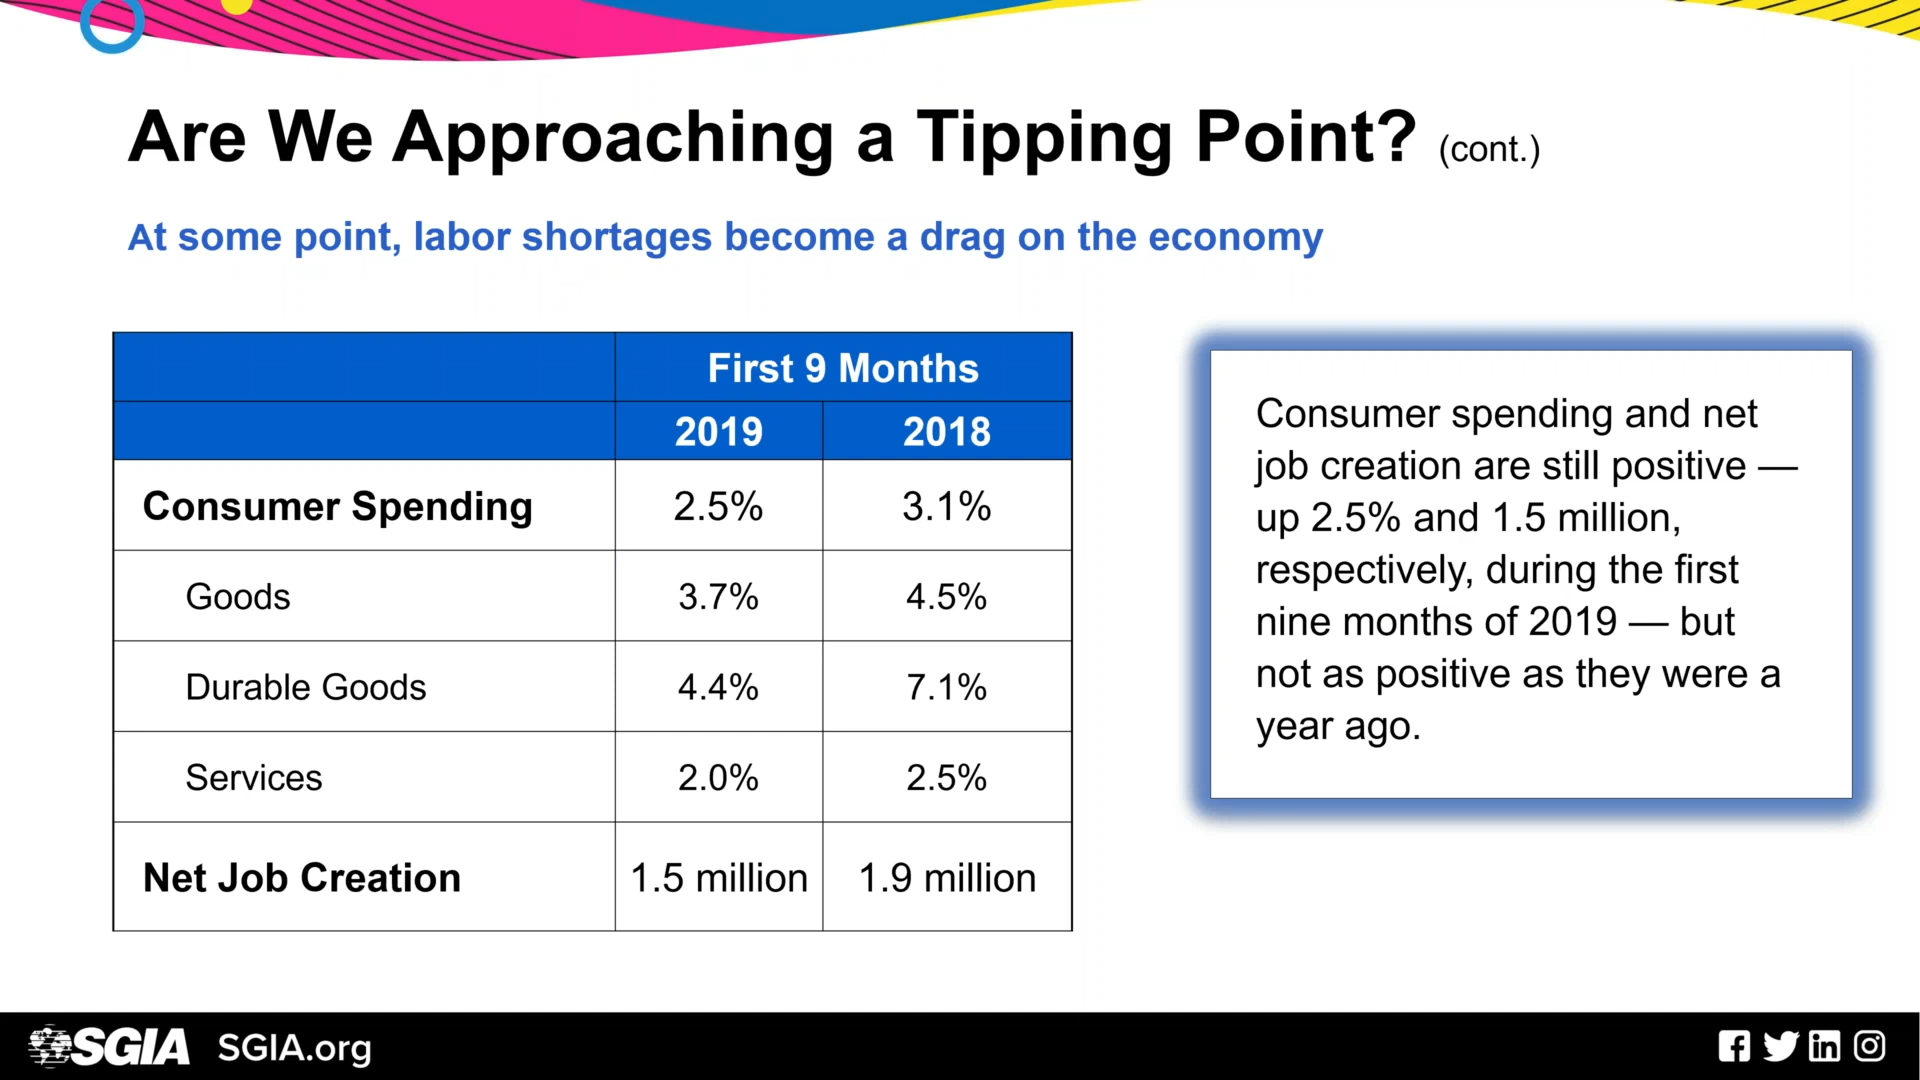 Are We Approaching a Tipping Point? (cont.)
At some point, labor shortages become a drag on the economy
First 9 Months
2019 2018
Consumer Spending 2.5% 3.1%
Goods 3.7% 4.5%
Durable Goods 4.4% 7.1%
Services 2.0% 2.5%
Net Job Creation 1.5 million 1.9 million
Consumer spending and net
job creation are still positive —
up 2.5% and 1.5 million,
respectively, during the first
nine months of 2019 — but
not as positive as they were a
year ago.
SGIA SGIA.org